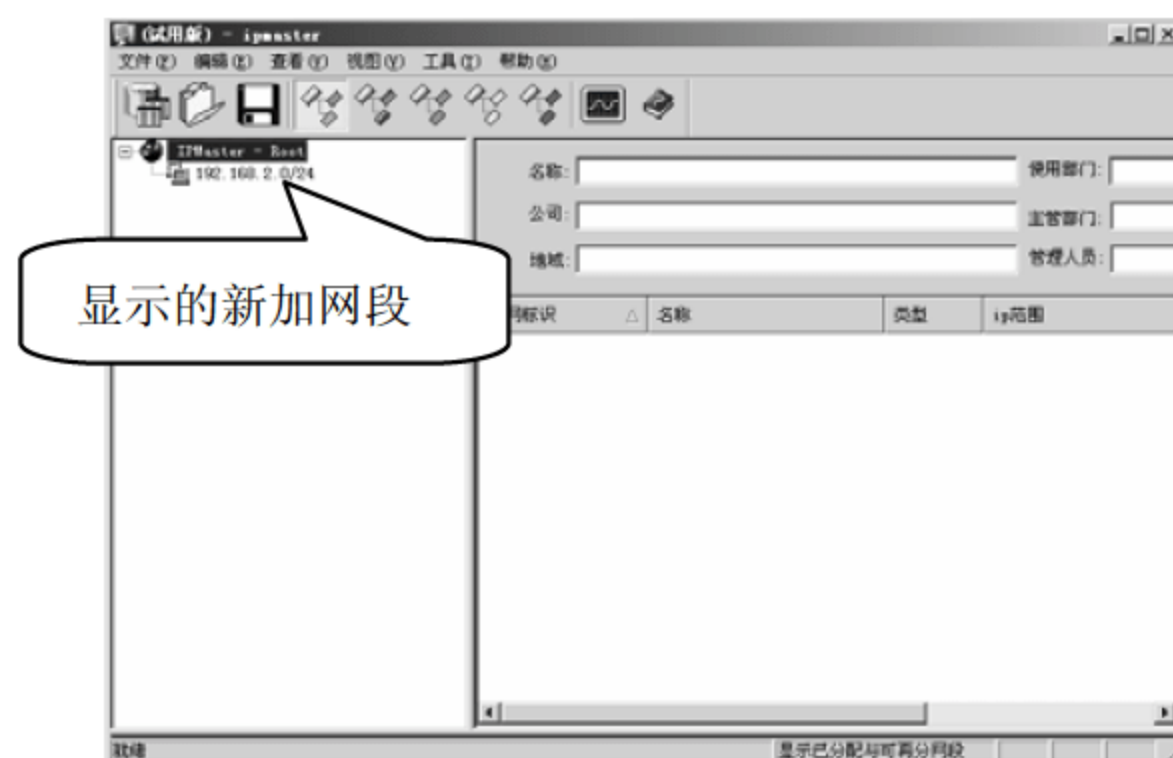 (试用版) - ipmaster
文件(F) 编辑(E) 查看(V) 视图(V) 工具(T) 帮助(H)
IPMaster - Root
192.168.2.0/24
名称: 使用部门:
公司: 主管部门:
地域: 管理人员:
显示的新加网段
网标识 名称 类型 ip范围
就绪 显示已分配与可再分网段